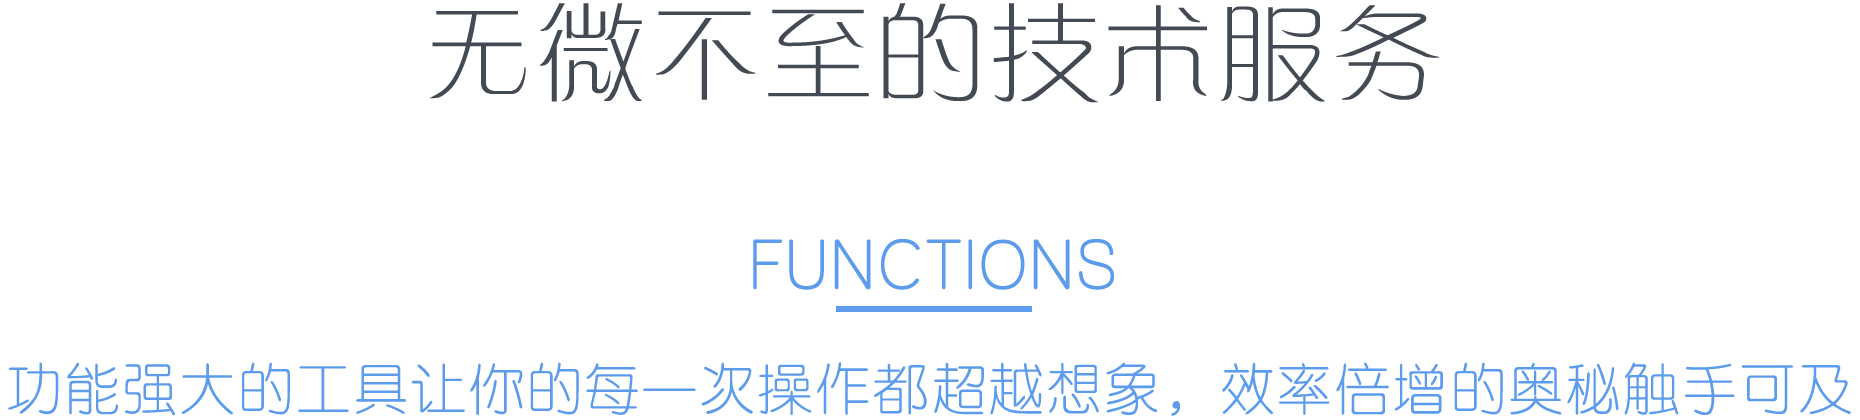 无微不至的技术服务
FUNCTIONS
功能强大的工具让你的每一次操作都超越想象，效率倍增的奥秘触手可及